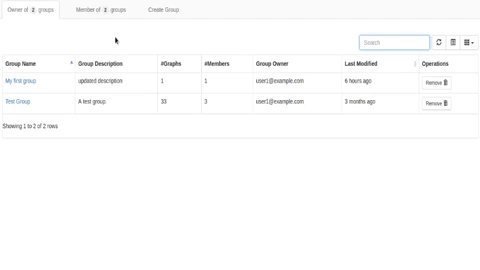 Owner of 2 groups
Member of 2 groups
Create Group
Search
Group Name Group Description #Graphs #Members Group Owner Last Modified Operations
My first group updated description 1 1 user1@example.com 6 hours ago Remove
Test Group A test group. 33 3 user1@example.com 3 months ago Remove
Showing 1 to 2 of 2 rows